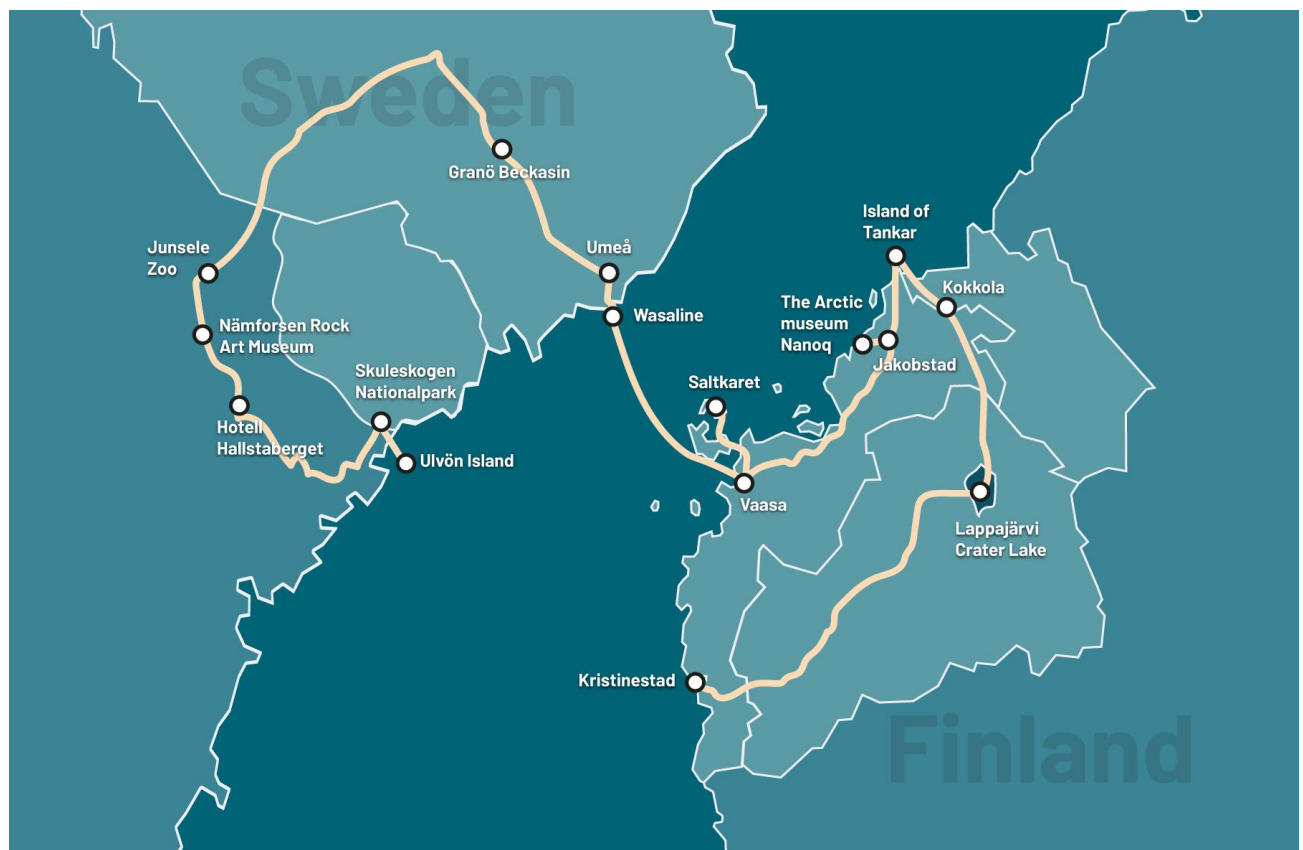 Sweden
Granö Beckasin
Island of
Tankar
Junsele
Zoo
Umeå
Kokkola
The Arctic
museum
Nanoq
Wasaline
Nämforsen Rock
Art Museum
Jakobstad
Skuleskogen
Nationalpark
Saltkaret
Hotell
Hallstaberget
Ulvön Island
Vaasa
Lappajärvi
Crater Lake
Kristinestad
Finland